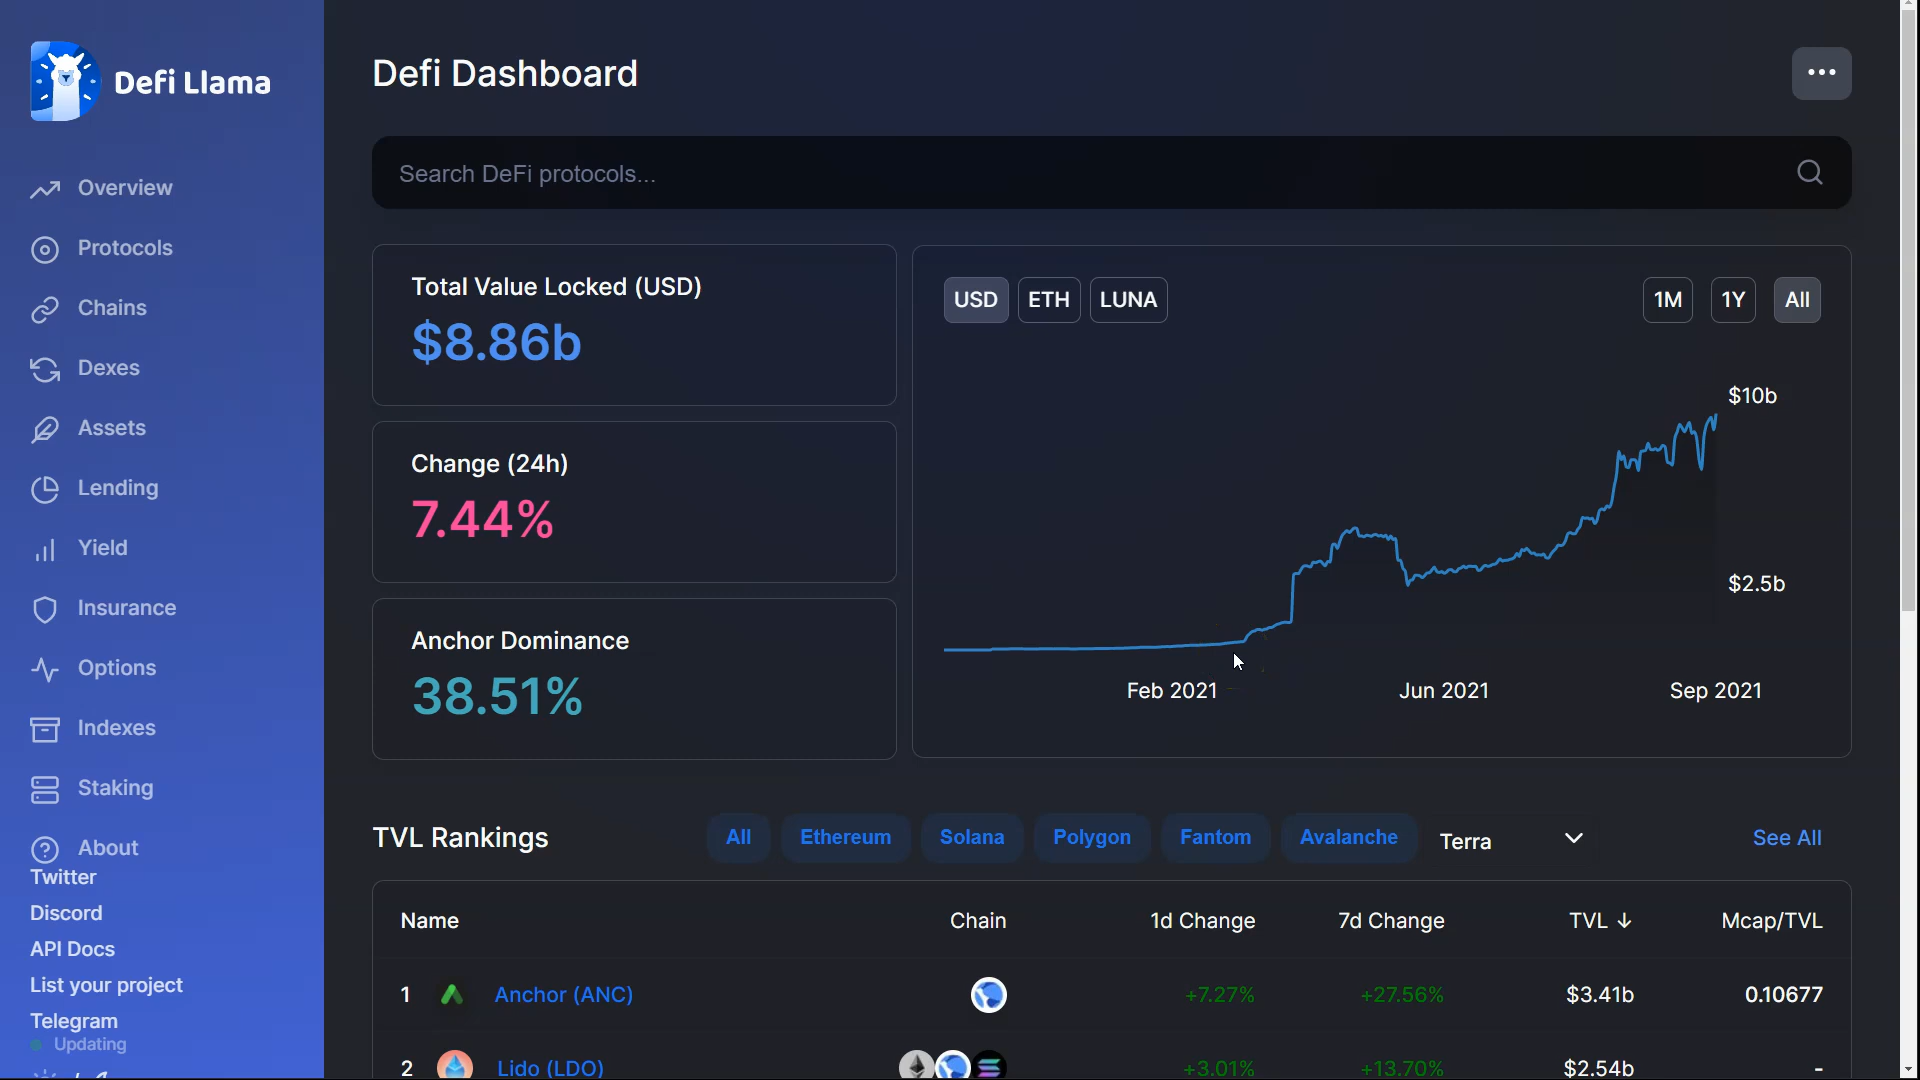 Defi Llama
Overview
Protocols
Chains
Dexes
Assets
Lending
Yield
Insurance
Options
Indexes
Staking
About
Twitter
Discord
API Docs
List your project
Telegram
Updating
Defi Dashboard
Search DeFi protocols...
Total Value Locked (USD)
$8.86b
Change (24h)
7.44%
Anchor Dominance
38.51%
USD ETH LUNA 1M 1Y All
$10b
$2.5b
Feb 2021 Jun 2021 Sep 2021
TVL Rankings All Ethereum Solana Polygon Fantom Avalanche Terra See All
Name Chain 1d Change 7d Change TVL ↓ Mcap/TVL
1 Anchor (ANC) +7.27% +27.56% $3.41b 0.10677
2 Lido (LDO) +3.01% +13.70% $2.54b -